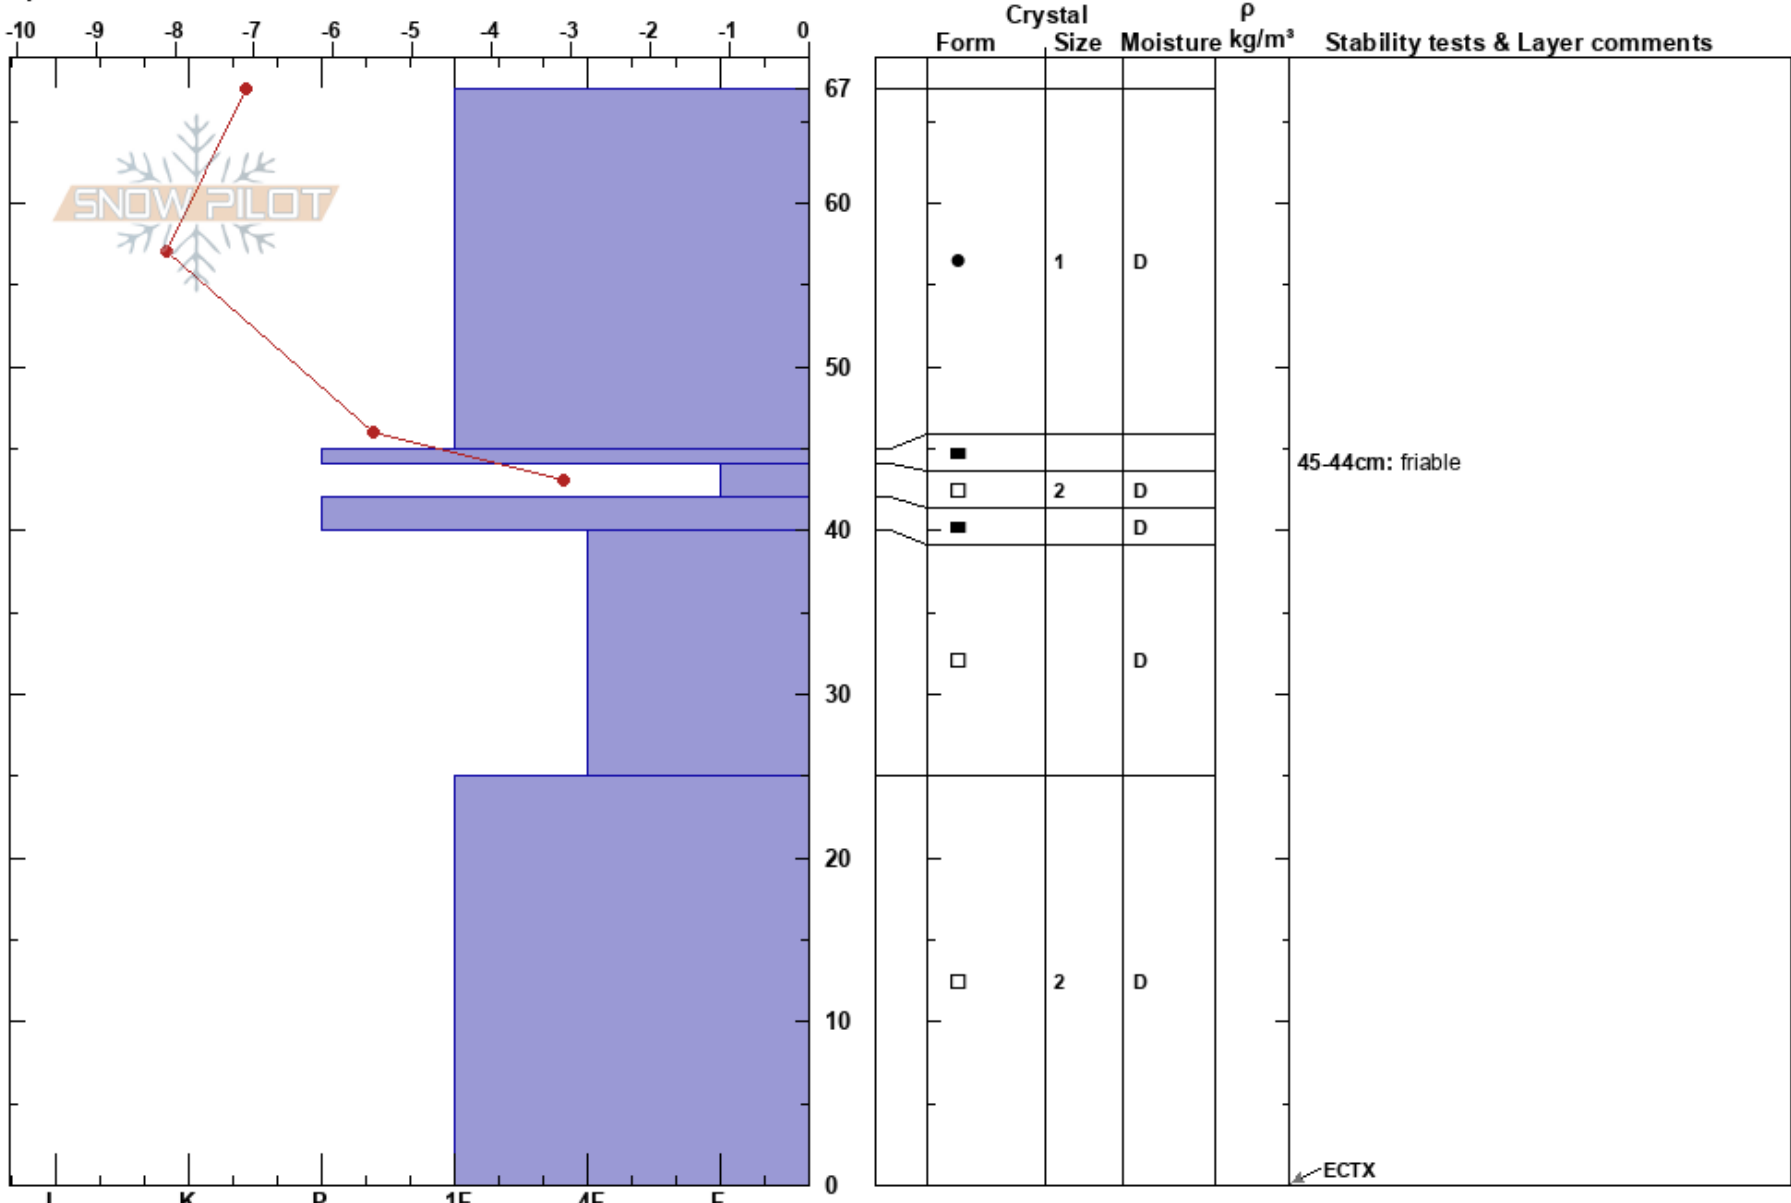 Crystal ρ
-10 -9 -8 -7 -6 -5 -4 -3 -2 -1 0 Form Size Moisture kg/m³ Stability tests & Layer comments
67
SNOW PILOT
60
1 D
50
45-44cm: friable
2 D
40 D
D
30
20
2 D
10
ECTX
0
I K P 1F 4F F